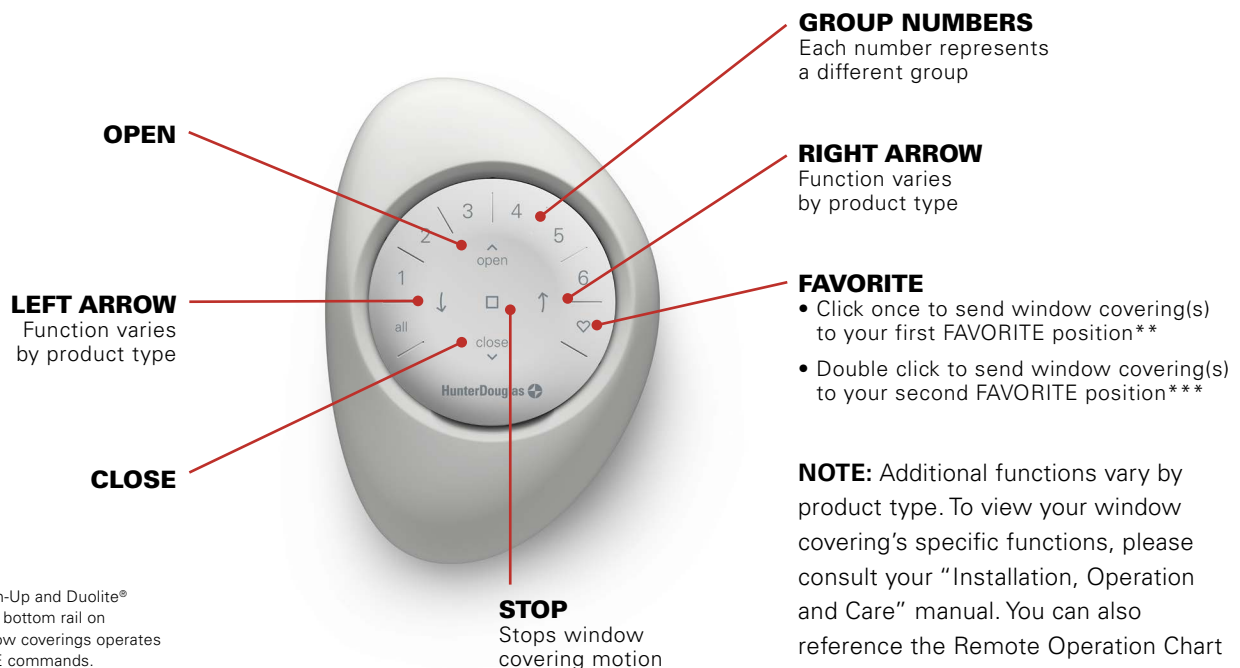 GROUP NUMBERS
Each number represents
a different group
OPEN
RIGHT ARROW
Function varies
by product type
LEFT ARROW
Function varies
by product type
FAVORITE
• Click once to send window covering(s)
to your first FAVORITE position**
• Double click to send window covering(s)
to your second FAVORITE position***
CLOSE
STOP
Stops window
covering motion
1
2
3
4
5
6
all
open
close
HunterDouglas
NOTE: Additional functions vary by
product type. To view your window
covering's specific functions, please
consult your “Installation, Operation
and Care” manual. You can also
reference the Remote Operation Chart
-Up and Duolite®
bottom rail on
coverings operates
commands.